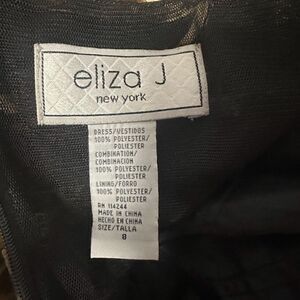 eliza J
new york
DRESS/VESTIDOS
100% POLYESTER/
POLIESTER
COMBINATION/
COMBINACION
100% POLYESTER/
POLIESTER
LINING/FORRO
100% POLYESTER/
POLIESTER
RN 114244
MADE IN CHINA
HECHO EN CHINA
SIZE/TALLA
8